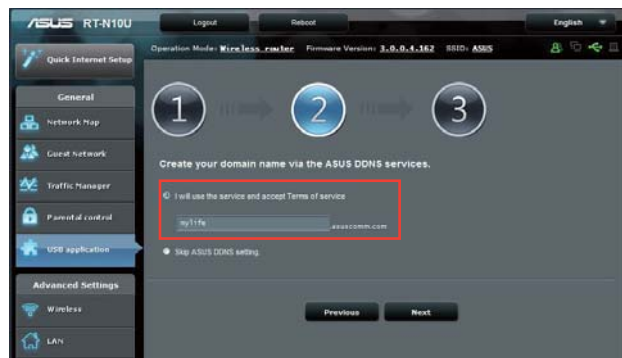 ASUS RT-N10U
Logout
Reboot
English
Quick Internet Setup
Operation Mode: Wireless router Firmware Version: 3.0.0.4.162 SSID: ASUS
General
Network Map
Guest Network
Traffic Manager
Parental control
USB application
Advanced Settings
Wireless
LAN
1
2
3
Create your domain name via the ASUS DDNS services.
I will use the service and accept Terms of service
mylife .asuscomm.com
Skip ASUS DDNS setting.
Previous
Next